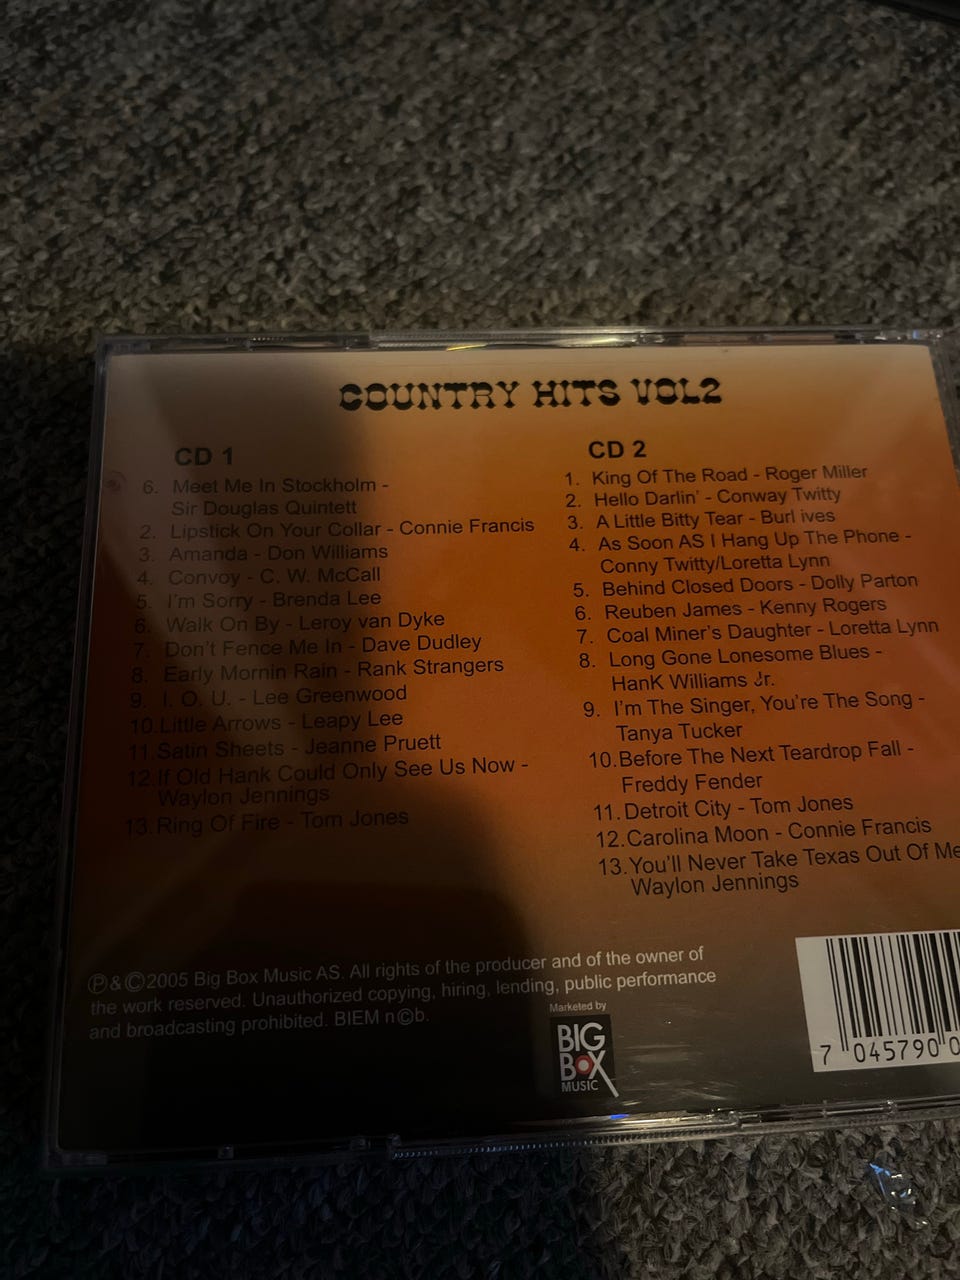 COUNTRY HITS VOL2
CD 1
6. Meet Me In Stockholm -
Sir Douglas Quintett
2. Lipstick On Your Collar - Connie Francis
3. Amanda - Don Williams
4. Convoy - C. W. McCall
5. I'm Sorry - Brenda Lee
6. Walk On By - Leroy van Dyke
7. Don't Fence Me In - Dave Dudley
8. Early Mornin Rain - Rank Strangers
9. I. O. U. - Lee Greenwood
10. Little Arrows - Leapy Lee
11. Satin Sheets - Jeanne Pruett
12. If Old Hank Could Only See Us Now -
Waylon Jennings
13. Ring Of Fire - Tom Jones
CD 2
1. King Of The Road - Roger Miller
2. Hello Darlin' - Conway Twitty
3. A Little Bitty Tear - Burl ives
4. As Soon AS I Hang Up The Phone -
Conny Twitty/Loretta Lynn
5. Behind Closed Doors - Dolly Parton
6. Reuben James - Kenny Rogers
7. Coal Miner's Daughter - Loretta Lynn
8. Long Gone Lonesome Blues -
HanK Williams Jr.
9. I'm The Singer, You're The Song -
Tanya Tucker
10. Before The Next Teardrop Fall -
Freddy Fender
11. Detroit City - Tom Jones
12. Carolina Moon - Connie Francis
13. You'll Never Take Texas Out Of Me
Waylon Jennings
Ⓟ & © 2005 Big Box Music AS. All rights of the producer and of the owner of
the work reserved. Unauthorized copying, hiring, lending, public performance
and broadcasting prohibited. BIEM n©b.
Marketed by
BIG
BOX
MUSIC
7 045790 0